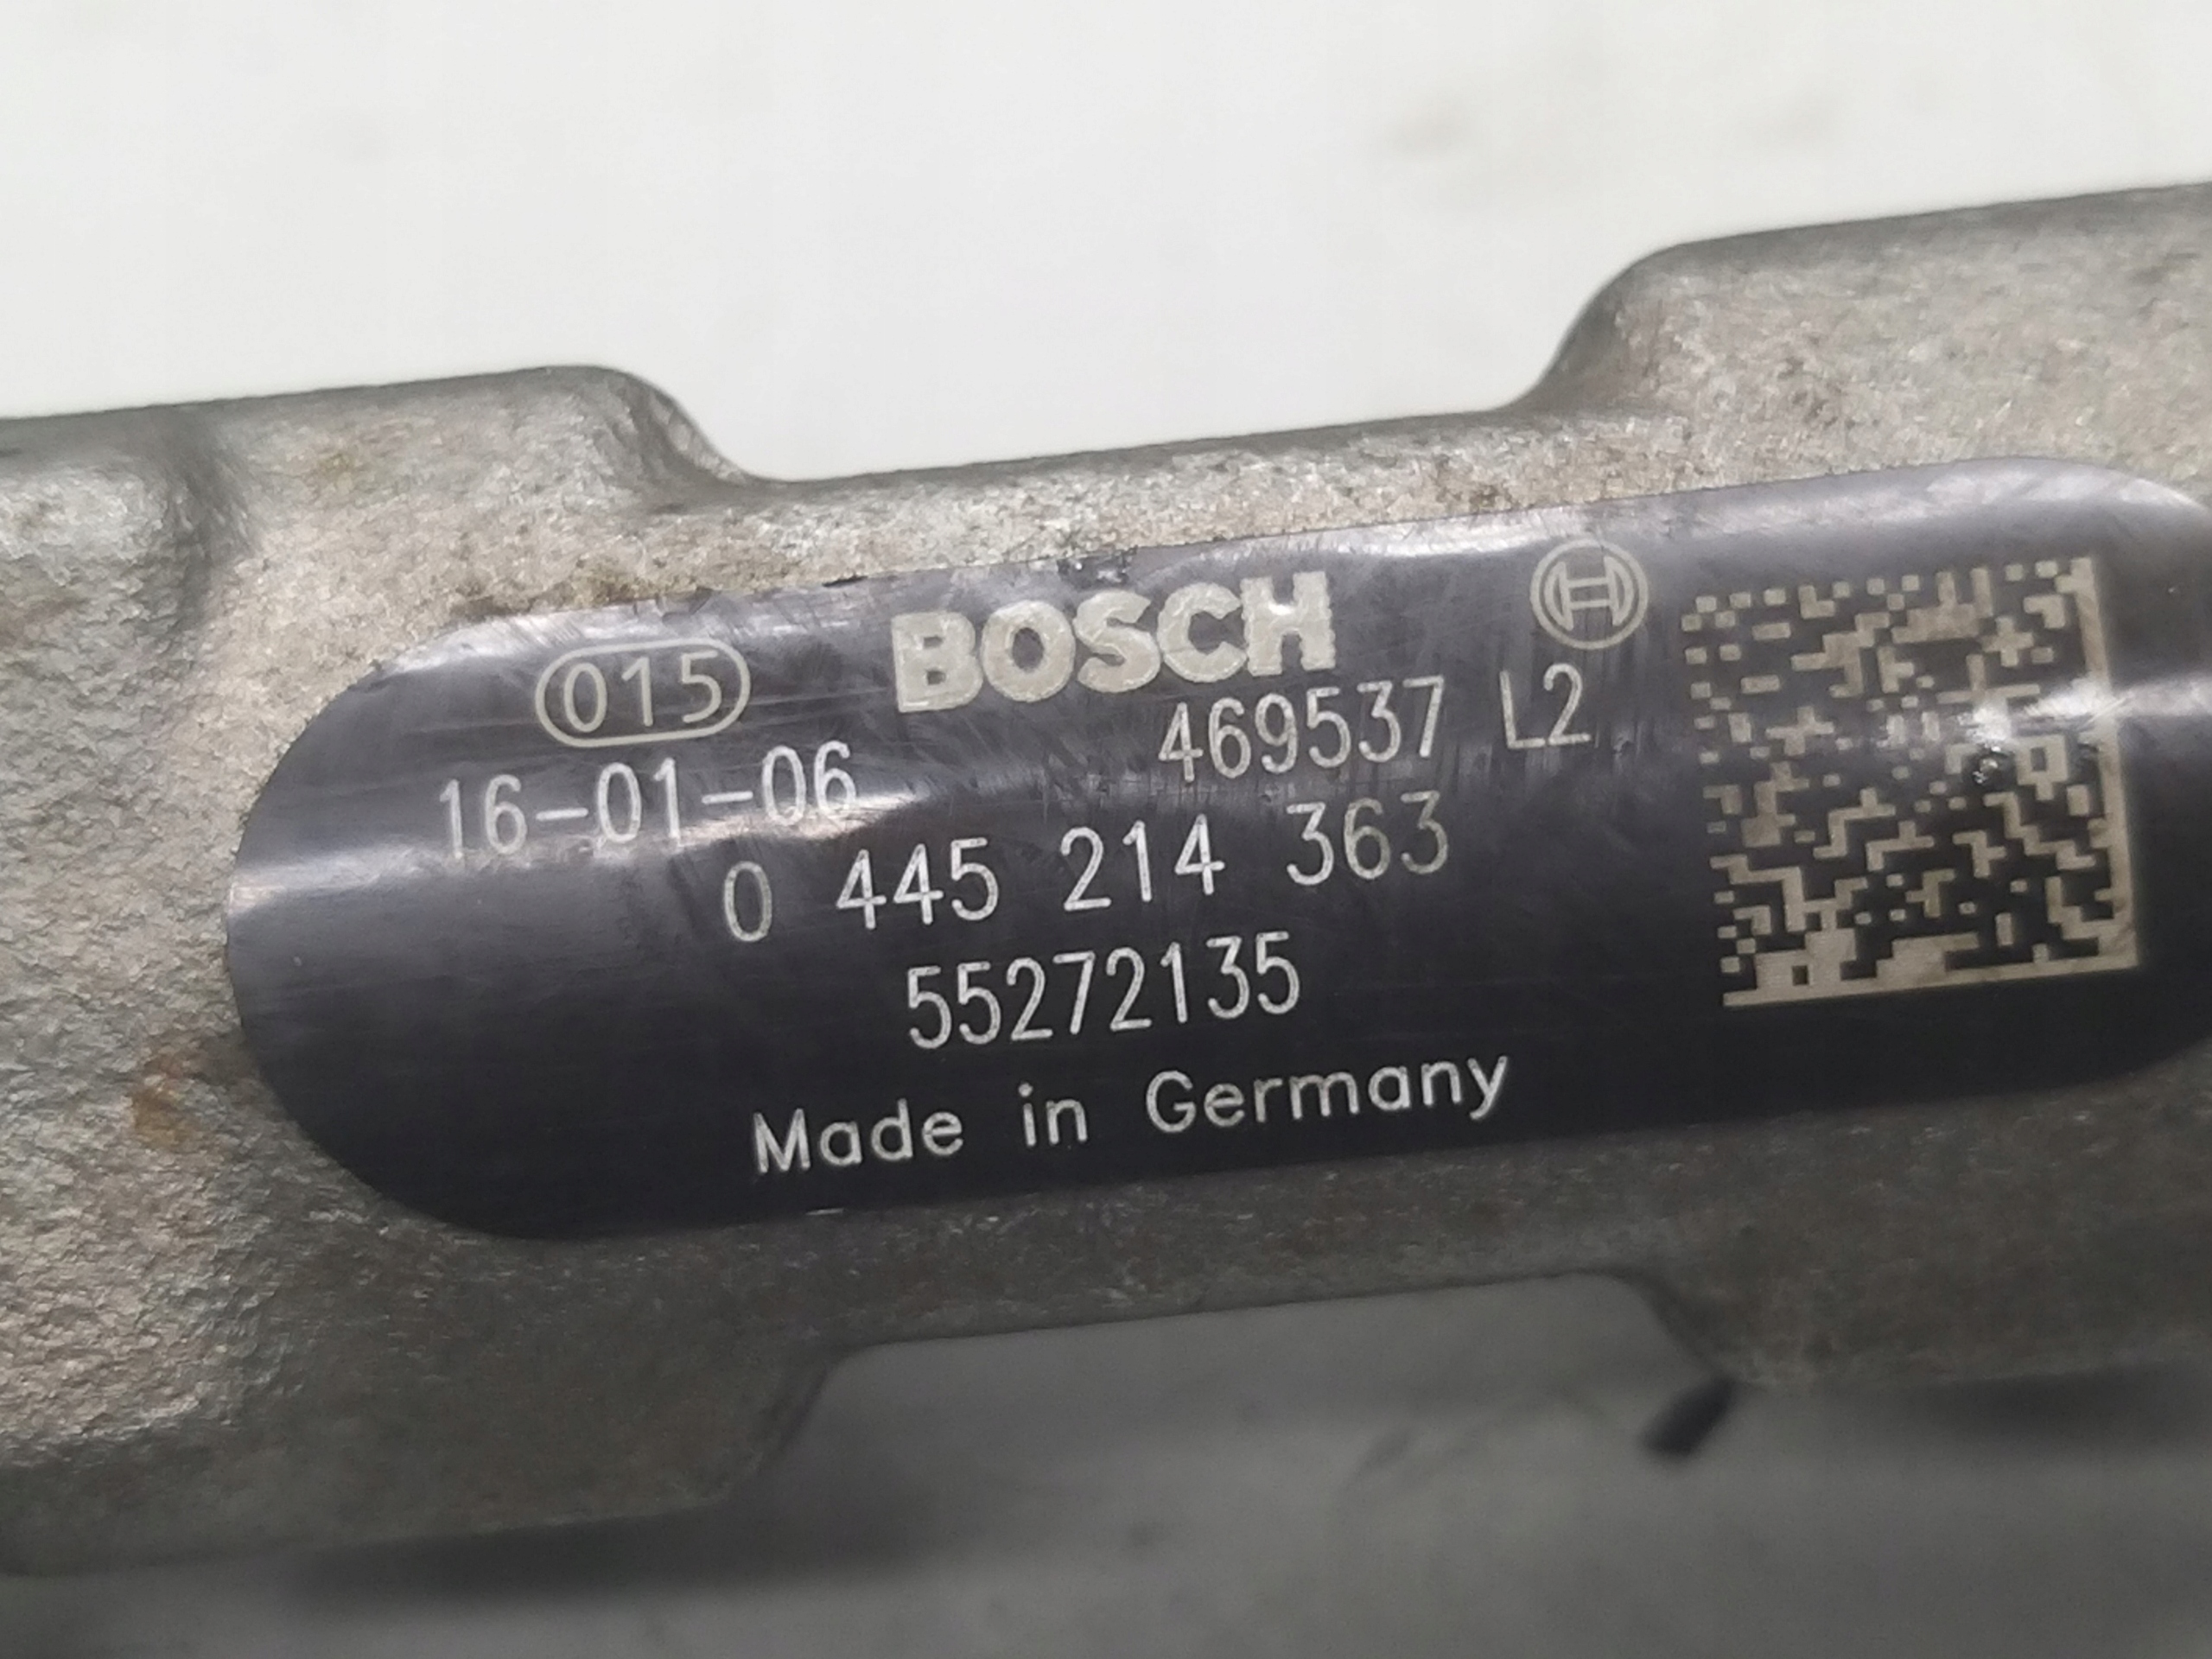 015 BOSCH
16-01-06 469537 L2
0 445 214 363
55272135
Made in Germany